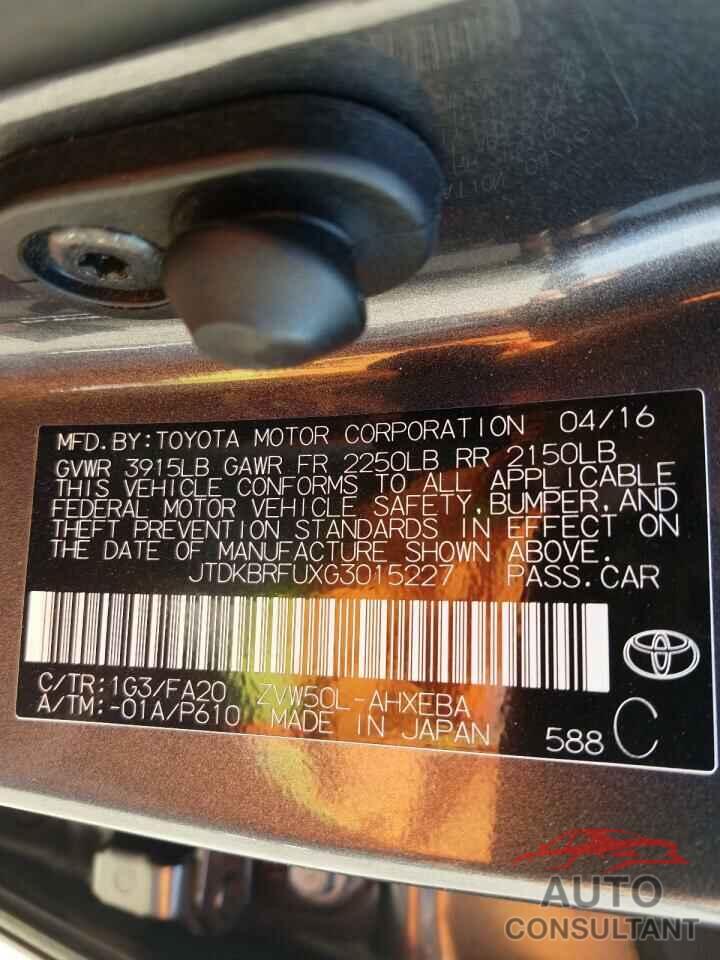 MFD.BY:TOYOTA MOTOR CORPORATION 04/16
GVWR 3915LB GAWR FR 2250LB RR 2150LB
THIS VEHICLE CONFORMS TO ALL APPLICABLE
FEDERAL MOTOR VEHICLE SAFETY,BUMPER,AND
THEFT PREVENTION STANDARDS IN EFFECT ON
THE DATE OF MANUFACTURE SHOWN ABOVE.
JTDKBRFUXG3015227 PASS.CAR
C/TR:1G3/FA20 ZVW50L-AHXEBA
A/TM:-01A/P610 MADE IN JAPAN 588 C
AUTO
CONSULTANT